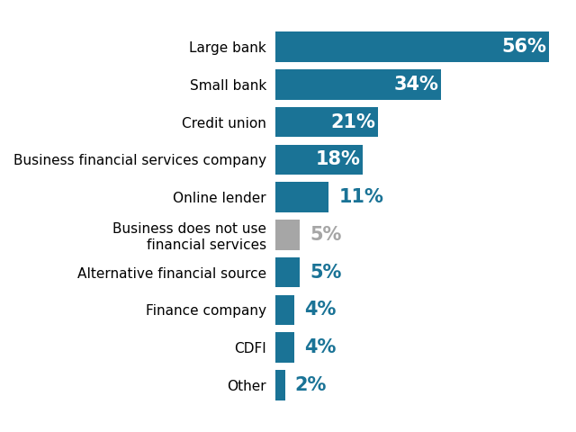 Large bank 56%
Small bank 34%
Credit union 21%
Business financial services company 18%
Online lender 11%
Business does not use
financial services 5%
Alternative financial source 5%
Finance company 4%
CDFI 4%
Other 2%